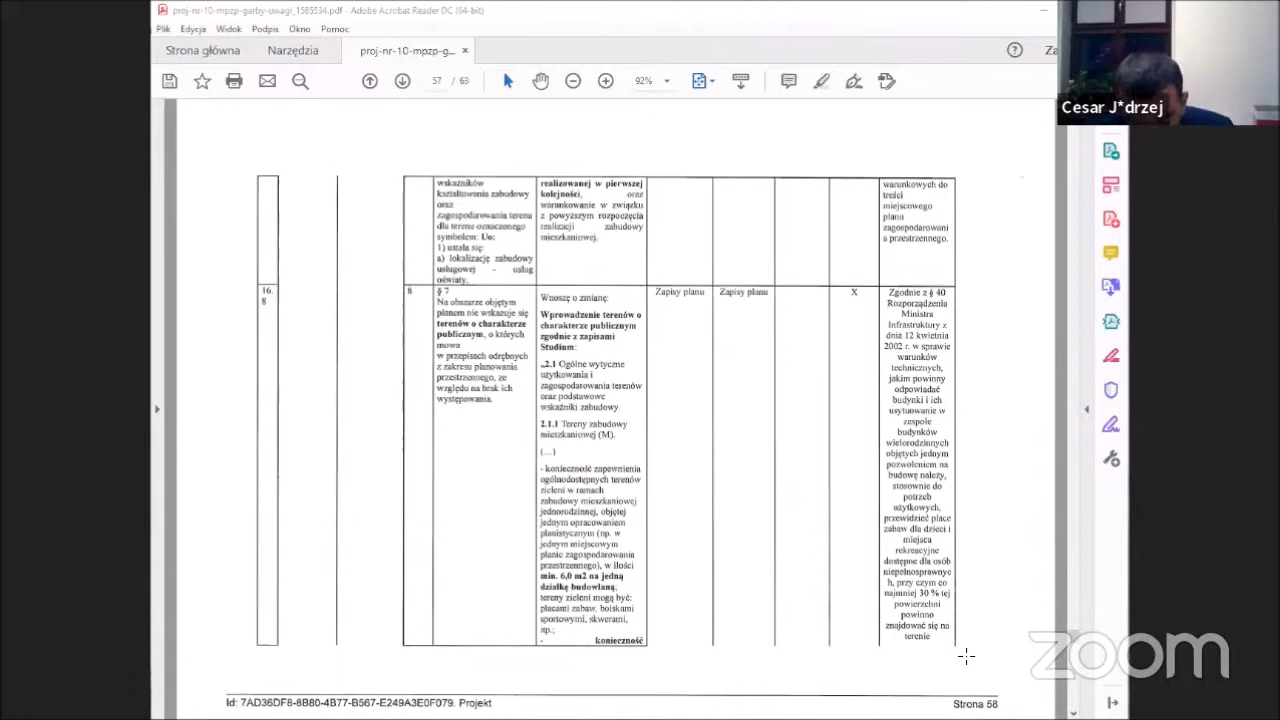 proj-nr-10-mpzp-garby-uwagi_1585534.pdf - Adobe Acrobat Reader DC (64-bit)
Plik Edycja Widok Podpis Okno Pomoc
Strona główna Narzędzia proj-nr-10-mpzp-g... × Za
57 / 63 92%
Cesar J*drzej
wskaźników
kształtowania zabudowy
oraz
zagospodarowania terenu
dla terenu oznaczonego
symbolem: Uo:
1) ustala się:
a) lokalizację zabudowy
usługowej - usług
oświaty.
realizowanej w pierwszej
kolejności, oraz
warunkowanie w związku
z powyższym rozpoczęcia
realizacji zabudowy
mieszkaniowej.
warunkowych do
treści
miejscowego
planu
zagospodarowani
a przestrzennego.
16.
8
8
§ 7
Na obszarze objętym
planem nie wskazuje się
terenów o charakterze
publicznym, o których
mowa
w przepisach odrębnych
z zakresu planowania
przestrzennego, ze
względu na brak ich
występowania.
Wnoszę o zmianę:
Wprowadzenie terenów o
charakterze publicznym
zgodnie z zapisami
Studium:
„2.1 Ogólne wytyczne
użytkowania i
zagospodarowania terenów
oraz podstawowe
wskaźniki zabudowy.
2.1.1 Tereny zabudowy
mieszkaniowej (M).
(...)
- konieczność zapewnienia
ogólnodostępnych terenów
zieleni w ramach
zabudowy mieszkaniowej
jednorodzinnej, objętej
jednym opracowaniem
planistycznym (np. w
jednym miejscowym
planie zagospodarowania
przestrzennego), w ilości
min. 6,0 m2 na jedną
działkę budowlaną,
tereny zieleni mogą być:
placami zabaw, boiskami
sportowymi, skwerami,
itp.;
- konieczność
Zapisy planu
Zapisy planu
X
Zgodnie z § 40
Rozporządzenia
Ministra
Infrastruktury z
dnia 12 kwietnia
2002 r. w sprawie
warunków
technicznych,
jakim powinny
odpowiadać
budynki i ich
usytuowanie w
zespole
budynków
wielorodzinnych
objętych jednym
pozwoleniem na
budowę należy,
stosownie do
potrzeb
użytkowych,
przewidzieć place
zabaw dla dzieci i
miejsca
rekreacyjne
dostępne dla osób
niepełnosprawnyc
h, przy czym co
najmniej 30 % tej
powierzchni
powinno
znajdować się na
terenie
zoom
Id: 7AD36DF8-8B80-4B77-B567-E249A3E0F079. Projekt
Strona 58